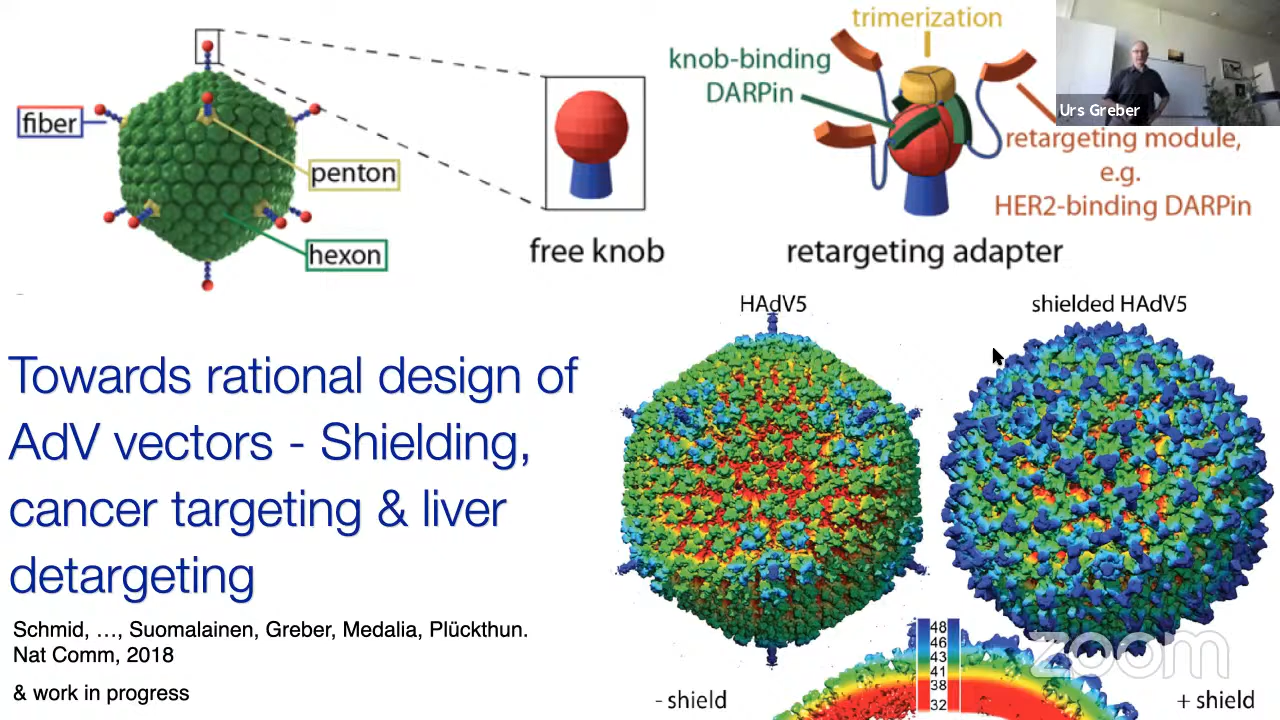 trimerization
knob-binding
DARPin
Urs Greber
fiber
retargeting module,
e.g.
HER2-binding DARPin
penton
hexon
free knob
retargeting adapter
HAdV5
shielded HAdV5
Towards rational design of
AdV vectors - Shielding,
cancer targeting & liver
detargeting
Schmid, …, Suomalainen, Greber, Medalia, Plückthun.
Nat Comm, 2018
& work in progress
- shield
48
46
43
41
38
32
+ shield
zoom